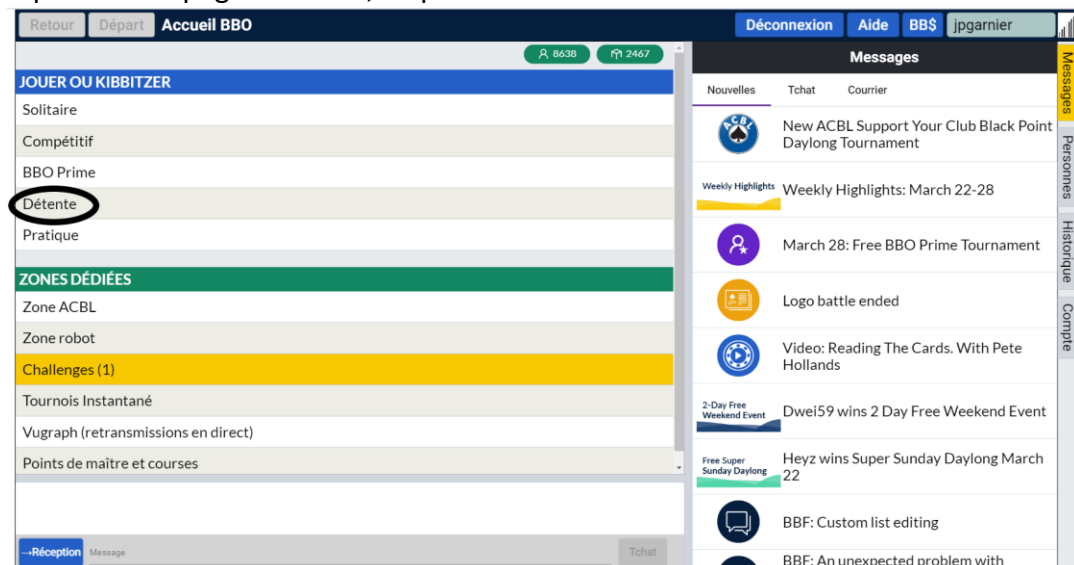 Retour Départ Accueil BBO Déconnexion Aide BB$ jpgarnier
8638 2467
JOUER OU KIBBITZER
Solitaire
Compétitif
BBO Prime
Détente
Pratique
ZONES DÉDIÉES
Zone ACBL
Zone robot
Challenges (1)
Tournois Instantané
Vugraph (retransmissions en direct)
Points de maître et courses
→Réception Message Tchat
Messages
Nouvelles Tchat Courrier
ACBL
New ACBL Support Your Club Black Point
Daylong Tournament
Weekly Highlights
Weekly Highlights: March 22-28
March 28: Free BBO Prime Tournament
Logo battle ended
Video: Reading The Cards. With Pete
Hollands
2-Day Free
Weekend Event
Dwei59 wins 2 Day Free Weekend Event
Free Super
Sunday Daylong
Heyz wins Super Sunday Daylong March
22
BBF: Custom list editing
BBF: An unexpected problem with
Messages
Personnes
Historique
Compte